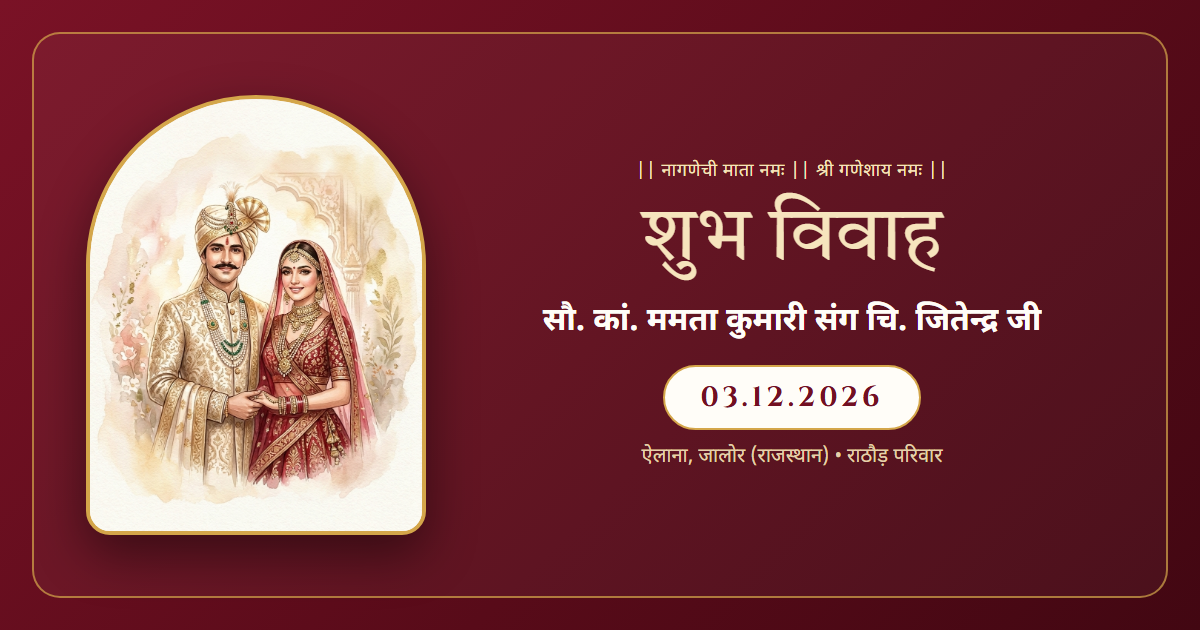 || नागणेची माता नमः || श्री गणेशाय नमः ||
शुभ विवाह
सौ. कां. ममता कुमारी संग चि. जितेन्द्र जी
03.12.2026
ऐलाना, जालोर (राजस्थान) • राठौड़ परिवार